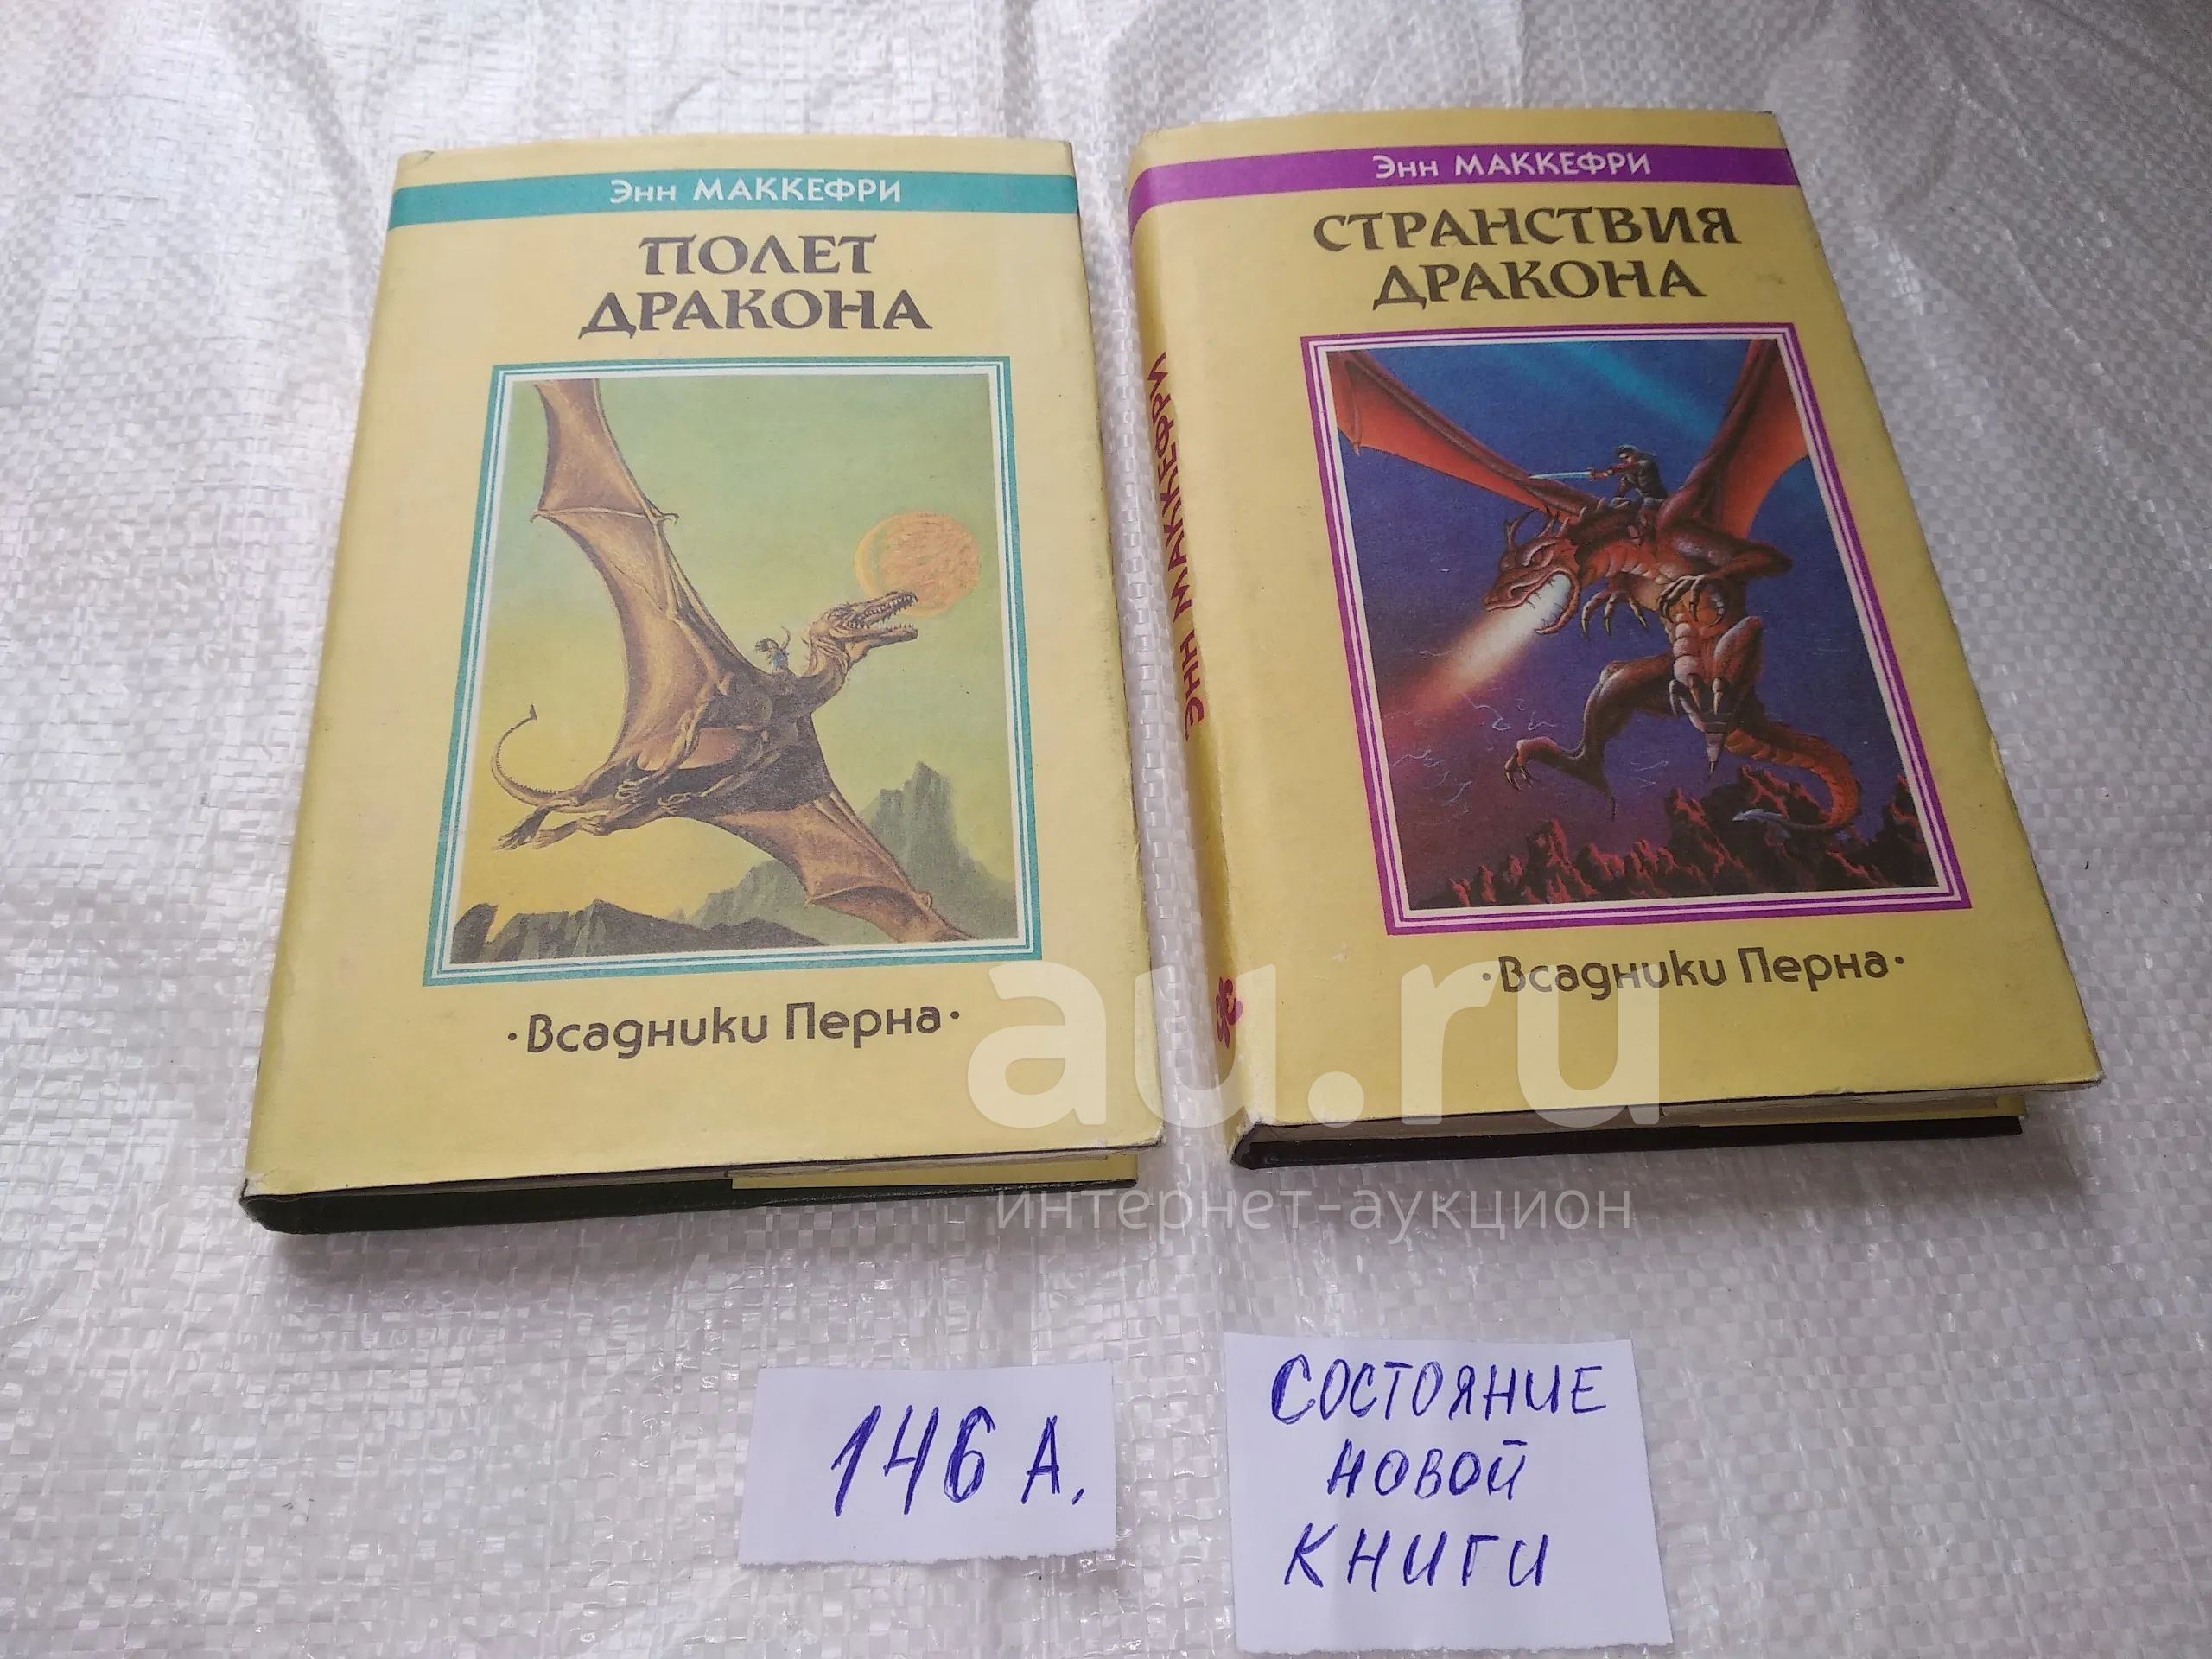 Энн МАККЕФРИ
ПОЛЕТ
ДРАКОНА
·Всадники Перна·
Энн МАККЕФРИ
СТРАНСТВИЯ
ДРАКОНА
·Всадники Перна·
ЭНН МАККЕФРИ
au.ru
интернет-аукцион
146 А.
СОСТОЯНИЕ
НОВОЙ
КНИГИ